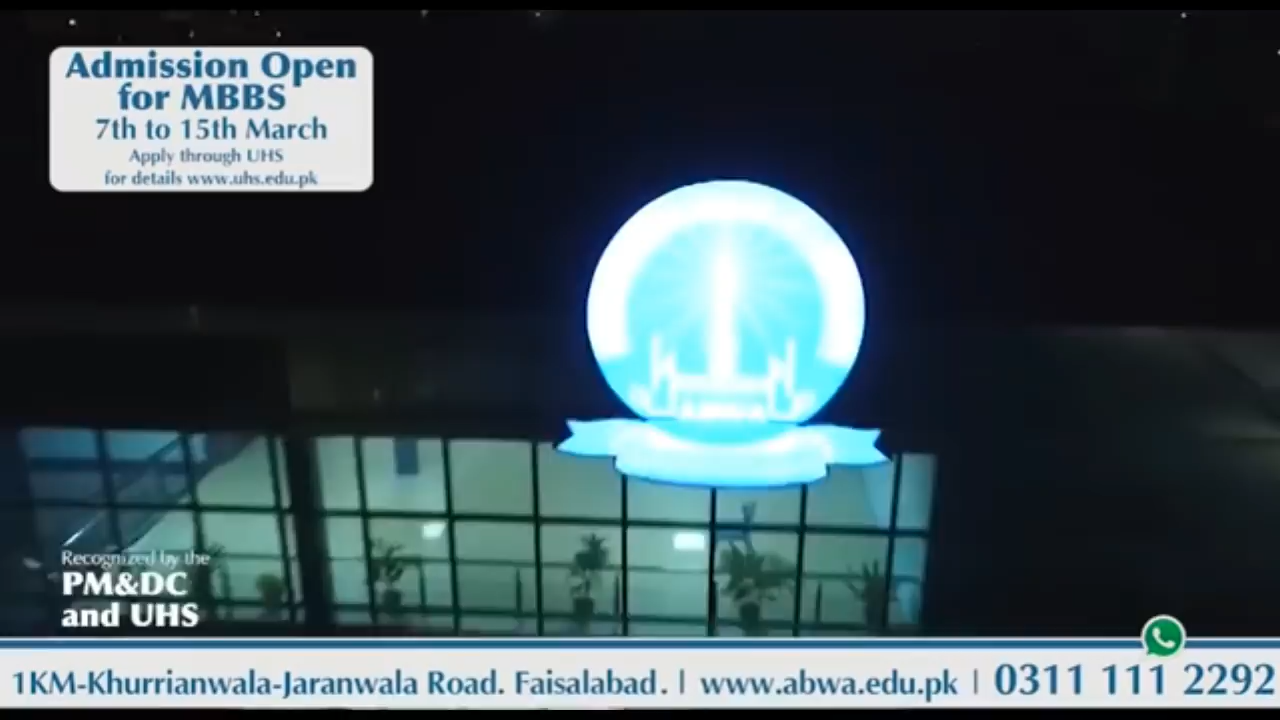 Admission Open
for MBBS
7th to 15th March
Apply through UHS
for details www.uhs.edu.pk
Recognized by the
PM&DC
and UHS
1KM-Khurrianwala-Jaranwala Road. Faisalabad. | www.abwa.edu.pk | 0311 111 2292